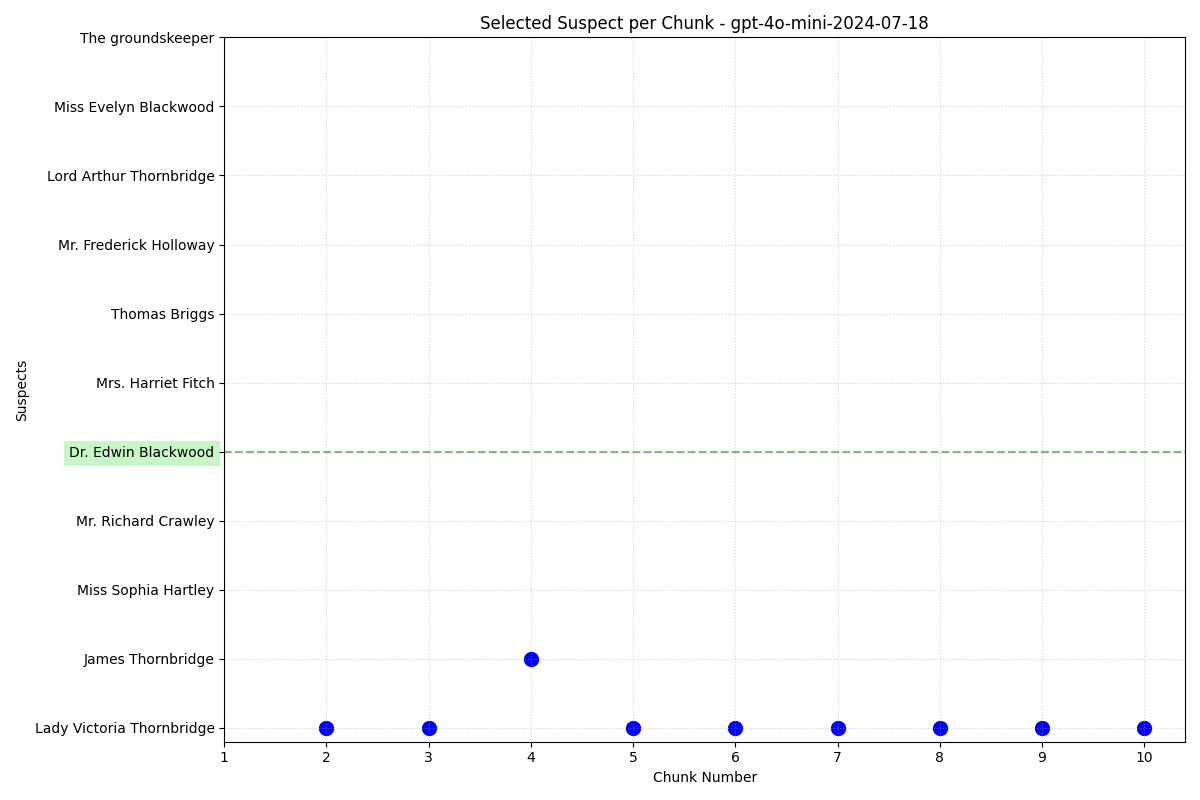 Selected Suspect per Chunk - gpt-4o-mini-2024-07-18
The groundskeeper
Miss Evelyn Blackwood
Lord Arthur Thornbridge
Mr. Frederick Holloway
Thomas Briggs
Mrs. Harriet Fitch
Dr. Edwin Blackwood
Mr. Richard Crawley
Miss Sophia Hartley
James Thornbridge
Lady Victoria Thornbridge
Suspects
1 2 3 4 5 6 7 8 9 10
Chunk Number